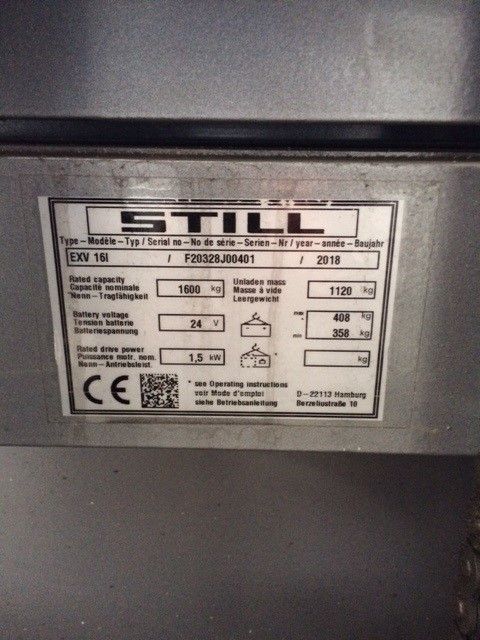 STILL
Type – Modèle – Typ / Serial no – No de série – Serien – Nr / year – année – Baujahr
EXV 16I / F20328J00401 / 2018
Rated capacity
Capacité nominale 1600 kg
Nenn – Tragfähigkeit
Unladen mass
Masse à vide 1120 kg
Leergewicht
Battery voltage
Tension batterie 24 V
Batteriespannung
max * 408 kg
min 358 kg
Rated drive power
Puissance motr. nom. 1,5 kW
Nenn – Antriebsleist.
kg
CE
* see Operating instructions
voir Mode d'emploi
siehe Betriebsanleitung
D – 22113 Hamburg
Berzeliustraße 10